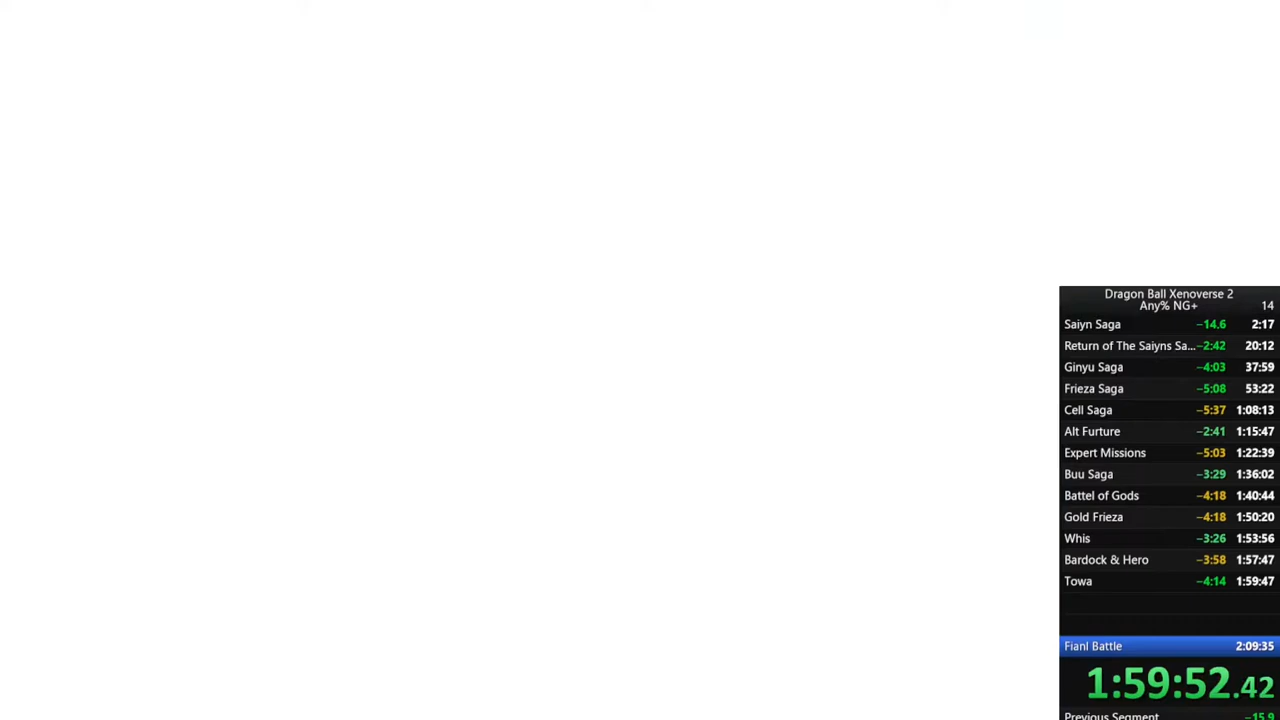 Dragon Ball Xenoverse 2
Any% NG+ 14
Saiyn Saga -14.6 2:17
Return of The Saiyns Sa... -2:42 20:12
Ginyu Saga -4:03 37:59
Frieza Saga -5:08 53:22
Cell Saga -5:37 1:08:13
Alt Furture -2:41 1:15:47
Expert Missions -5:03 1:22:39
Buu Saga -3:29 1:36:02
Battel of Gods -4:18 1:40:44
Gold Frieza -4:18 1:50:20
Whis -3:26 1:53:56
Bardock & Hero -3:58 1:57:47
Towa -4:14 1:59:47
Fianl Battle 2:09:35
1:59:52.42
Previous Segment -15.9